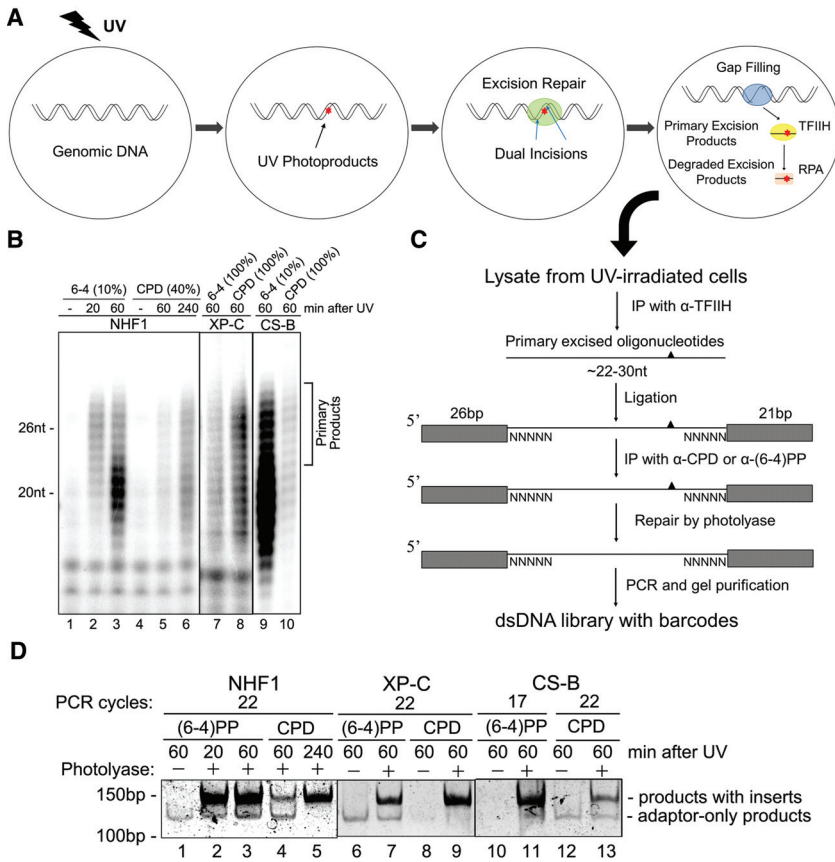 A
UV
Genomic DNA
UV Photoproducts
Excision Repair
Dual Incisions
Gap Filling
Primary Excision
Products
TFIIH
Degraded Excision
Products
RPA
B
6-4 (10%) CPD (40%) 6-4 (100%) CPD (100%) 6-4 (10%) CPD (100%)
- 20 60 - 60 240 60 60 60 60 min after UV
NHF1 XP-C CS-B
26nt -
20nt -
Primary
Products
1 2 3 4 5 6 7 8 9 10
C
Lysate from UV-irradiated cells
IP with α-TFIIH
Primary excised oligonucleotides
~22-30nt
Ligation
26bp 21bp
5’
NNNNN NNNNN
IP with α-CPD or α-(6-4)PP
5’
NNNNN NNNNN
Repair by photolyase
5’
NNNNN NNNNN
PCR and gel purification
dsDNA library with barcodes
D
NHF1 XP-C CS-B
PCR cycles: 22 22 17 22
(6-4)PP CPD (6-4)PP CPD (6-4)PP CPD
60 20 60 60 240 60 60 60 60 60 60 60 60 min after UV
Photolyase: − + + + + − + − + − + − +
150bp -
100bp -
- products with inserts
- adaptor-only products
1 2 3 4 5 6 7 8 9 10 11 12 13